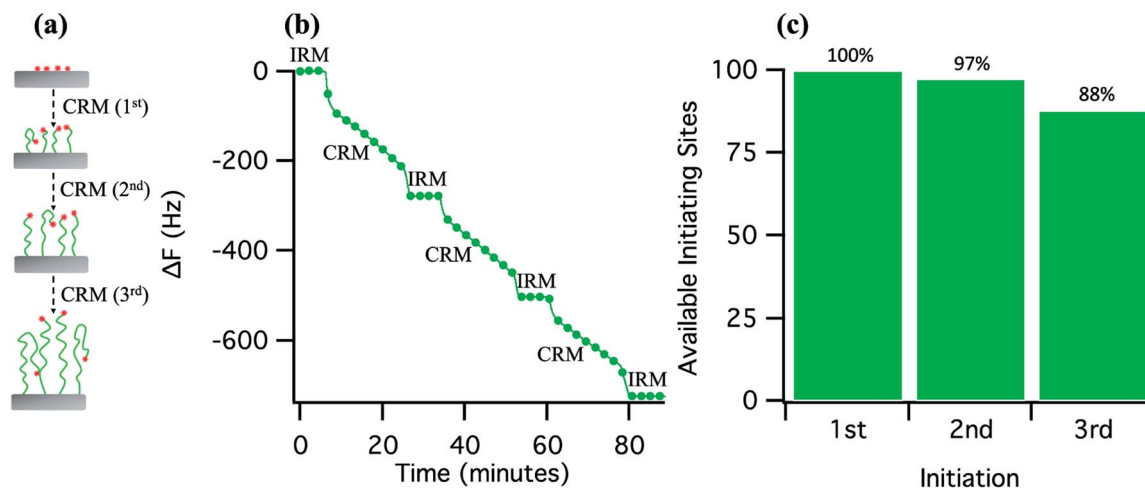 (a)
CRM (1st)
CRM (2nd)
CRM (3rd)
(b)
ΔF (Hz)
0
-200
-400
-600
IRM
CRM
IRM
CRM
IRM
CRM
IRM
0 20 40 60 80
Time (minutes)
(c)
Available Initiating Sites
100
75
50
25
0
100%
97%
88%
1st 2nd 3rd
Initiation